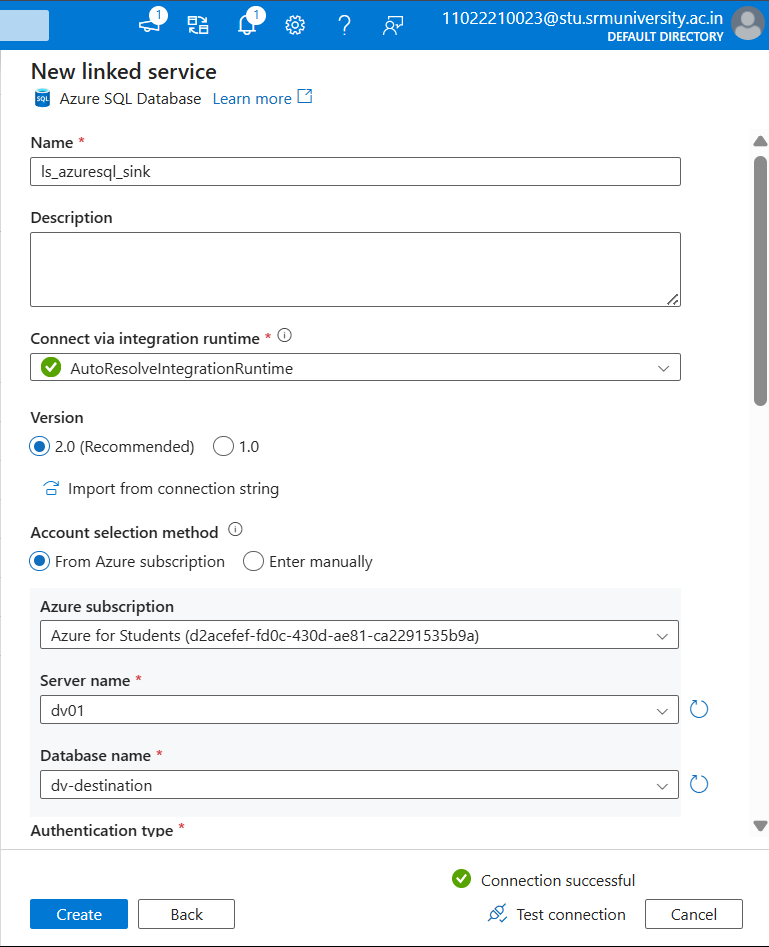 1
1
11022210023@stu.srmuniversity.ac.in
DEFAULT DIRECTORY
New linked service
SQL Azure SQL Database Learn more
Name *
ls_azuresql_sink
Description
Connect via integration runtime *
AutoResolveIntegrationRuntime
Version
2.0 (Recommended) 1.0
Import from connection string
Account selection method
From Azure subscription Enter manually
Azure subscription
Azure for Students (d2acefef-fd0c-430d-ae81-ca2291535b9a)
Server name *
dv01
Database name *
dv-destination
Authentication type *
Connection successful
Create Back Test connection Cancel